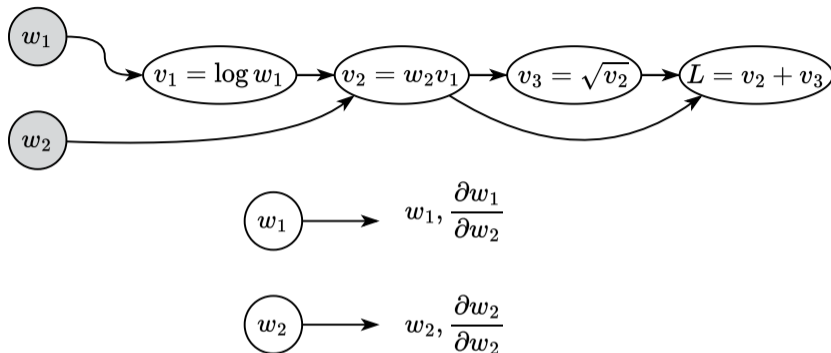 w₁
v₁ = log w₁
v₂ = w₂v₁
v₃ = √v₂
L = v₂ + v₃
w₂
w₁
w₁, ∂w₁/∂w₂
w₂
w₂, ∂w₂/∂w₂